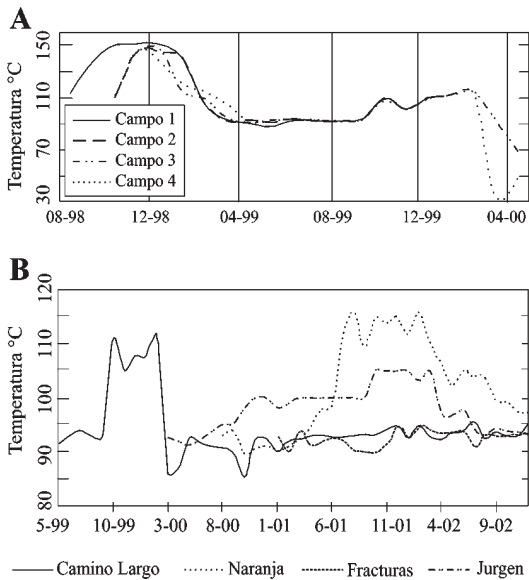 A
Temperatura °C
150
110
70
30
Campo 1
Campo 2
Campo 3
Campo 4
08-98
12-98
04-99
08-99
12-99
04-00
B
Temperatura °C
120
110
100
90
80
5-99
10-99
3-00
8-00
1-01
6-01
11-01
4-02
9-02
Camino Largo
Naranja
Fracturas
Jurgen